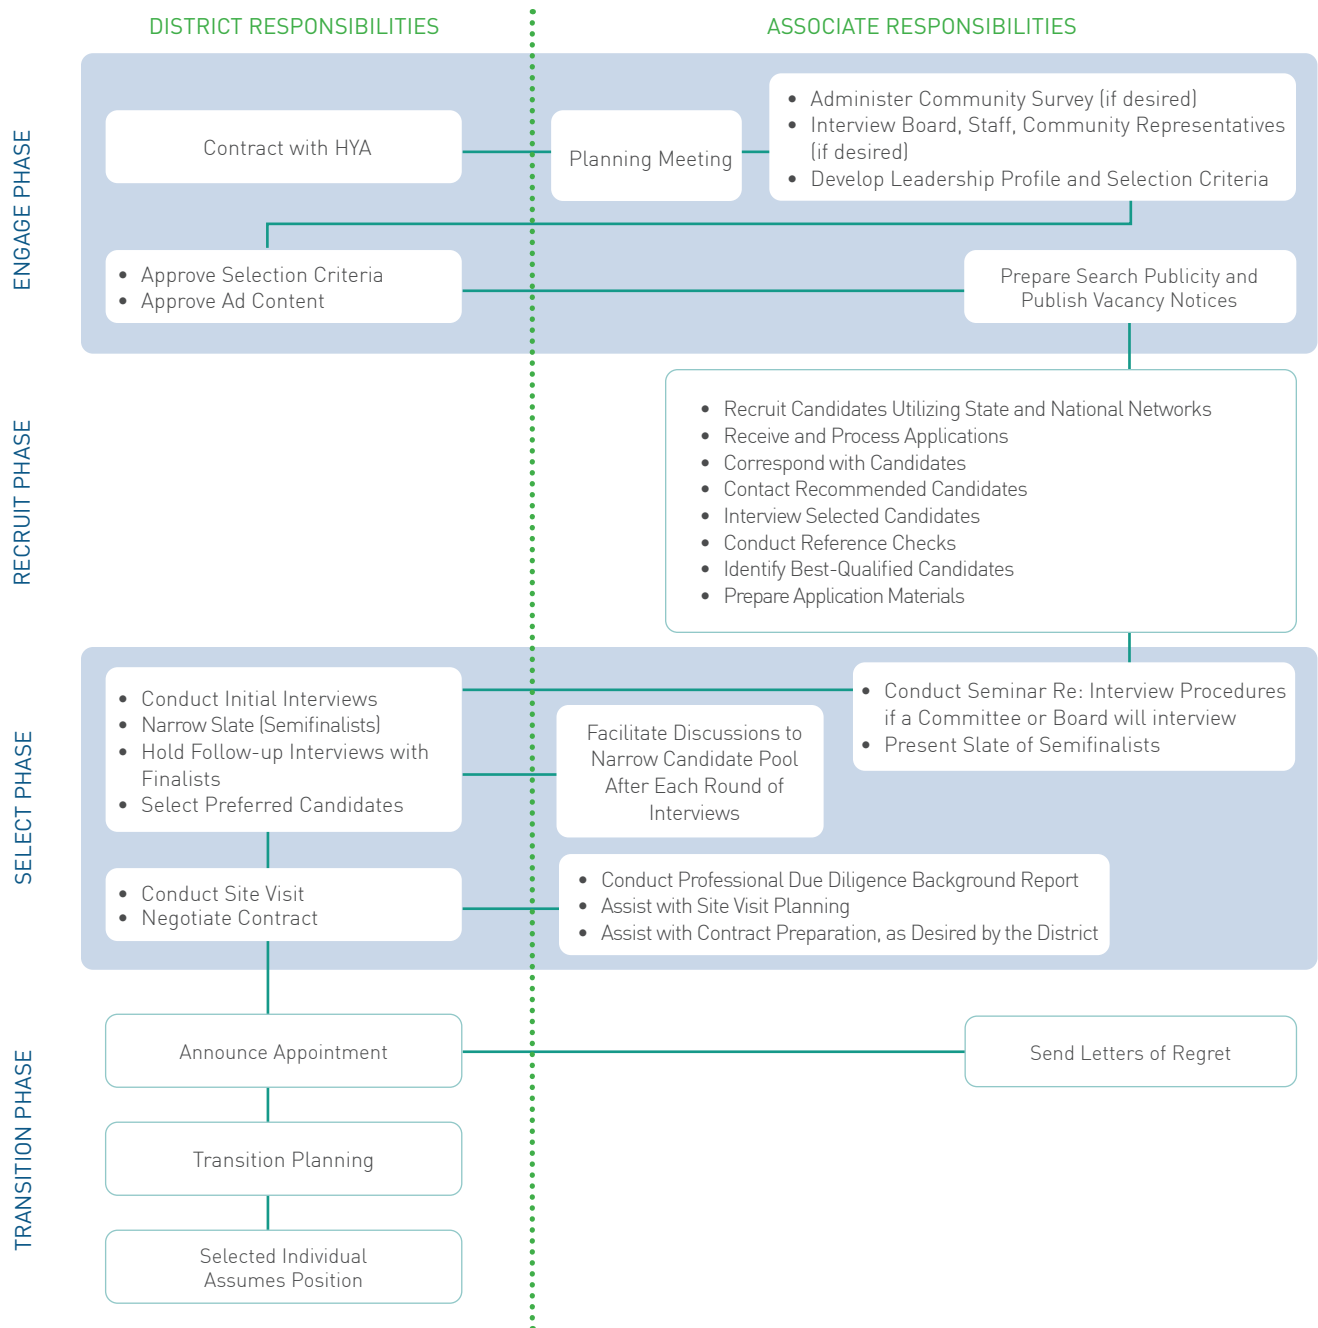 DISTRICT RESPONSIBILITIES
ASSOCIATE RESPONSIBILITIES
ENGAGE PHASE
Contract with HYA
Planning Meeting
• Administer Community Survey (if desired)
• Interview Board, Staff, Community Representatives
(if desired)
• Develop Leadership Profile and Selection Criteria
• Approve Selection Criteria
• Approve Ad Content
Prepare Search Publicity and
Publish Vacancy Notices
RECRUIT PHASE
• Recruit Candidates Utilizing State and National Networks
• Receive and Process Applications
• Correspond with Candidates
• Contact Recommended Candidates
• Interview Selected Candidates
• Conduct Reference Checks
• Identify Best-Qualified Candidates
• Prepare Application Materials
SELECT PHASE
• Conduct Seminar Re: Interview Procedures
if a Committee or Board will interview
• Present Slate of Semifinalists
• Conduct Initial Interviews
• Narrow Slate (Semifinalists)
• Hold Follow-up Interviews with
Finalists
• Select Preferred Candidates
Facilitate Discussions to
Narrow Candidate Pool
After Each Round of
Interviews
• Conduct Site Visit
• Negotiate Contract
• Conduct Professional Due Diligence Background Report
• Assist with Site Visit Planning
• Assist with Contract Preparation, as Desired by the District
TRANSITION PHASE
Announce Appointment
Send Letters of Regret
Transition Planning
Selected Individual
Assumes Position